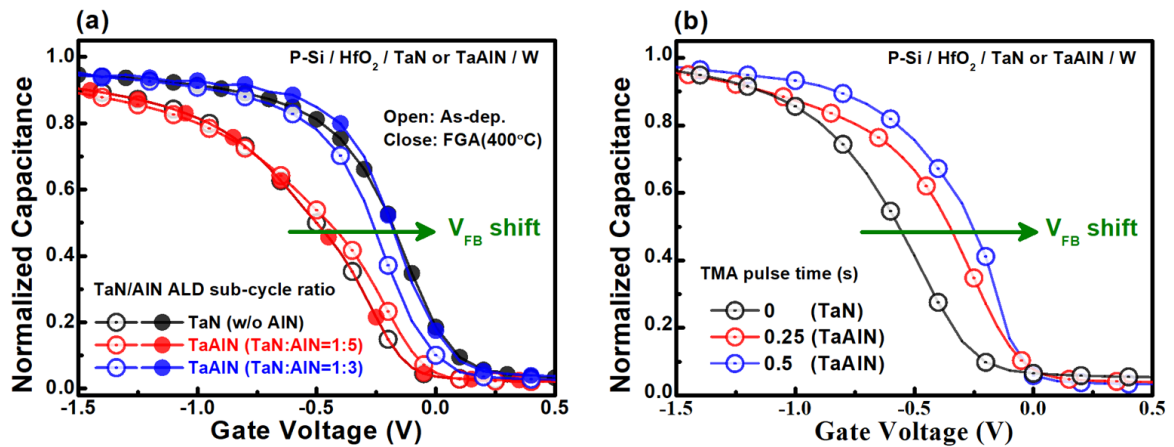 (a)
P-Si / HfO2 / TaN or TaAlN / W
Open: As-dep.
Close: FGA(400°C)
VFB shift
TaN/AlN ALD sub-cycle ratio
TaN (w/o AlN)
TaAlN (TaN:AlN=1:5)
TaAlN (TaN:AlN=1:3)
Normalized Capacitance
1.0
0.8
0.6
0.4
0.2
0.0
-1.5 -1.0 -0.5 0.0 0.5
Gate Voltage (V)
(b)
P-Si / HfO2 / TaN or TaAlN / W
VFB shift
TMA pulse time (s)
0 (TaN)
0.25 (TaAlN)
0.5 (TaAlN)
Normalized Capacitance
1.0
0.8
0.6
0.4
0.2
0.0
-1.5 -1.0 -0.5 0.0 0.5
Gate Voltage (V)